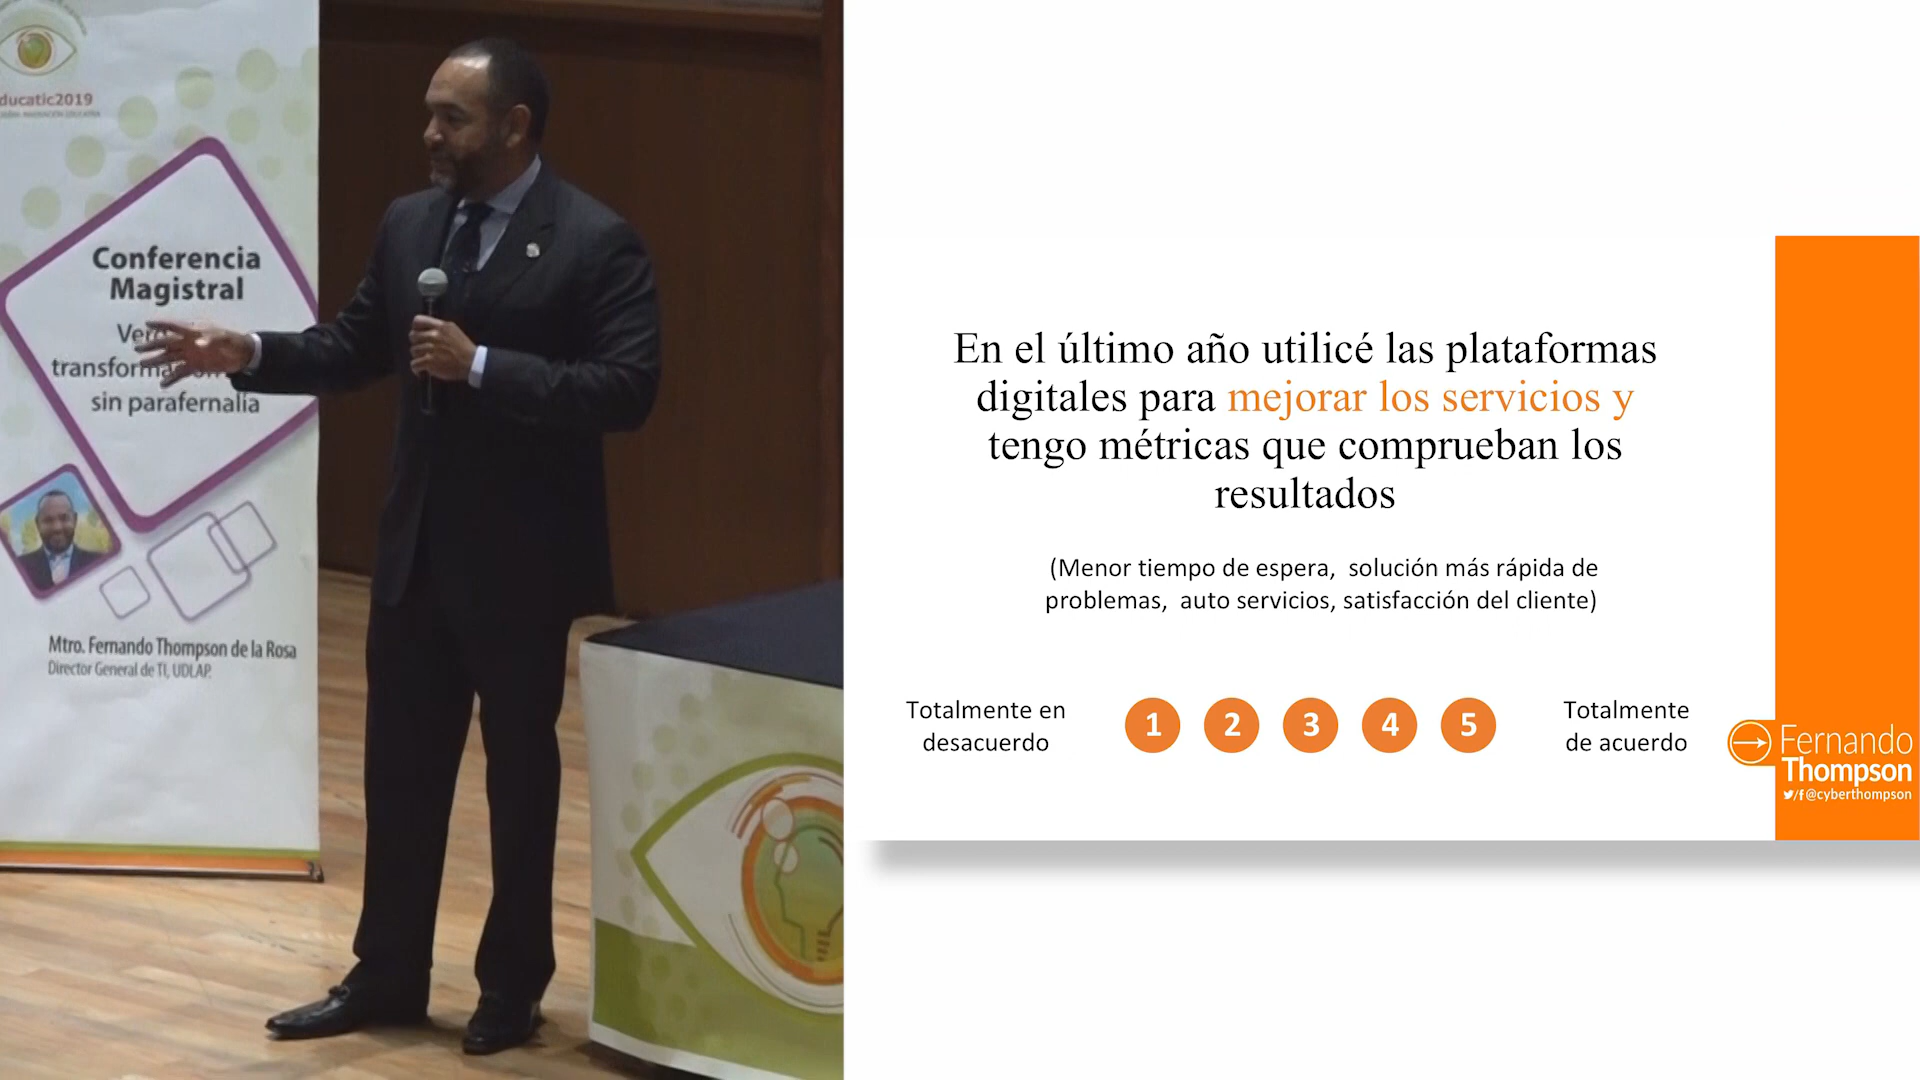 ducatic2019
Conferencia
Magistral
sin parafernalia
Mtro. Fernando Thompson de la Rosa
Director General de TI, UDLAP.
En el último año utilicé las plataformas
digitales para mejorar los servicios y
tengo métricas que comprueban los
resultados
(Menor tiempo de espera, solución más rápida de
problemas, auto servicios, satisfacción del cliente)
Totalmente en
desacuerdo
1 2 3 4 5
Totalmente
de acuerdo
Fernando
Thompson
/f@cyberthompson